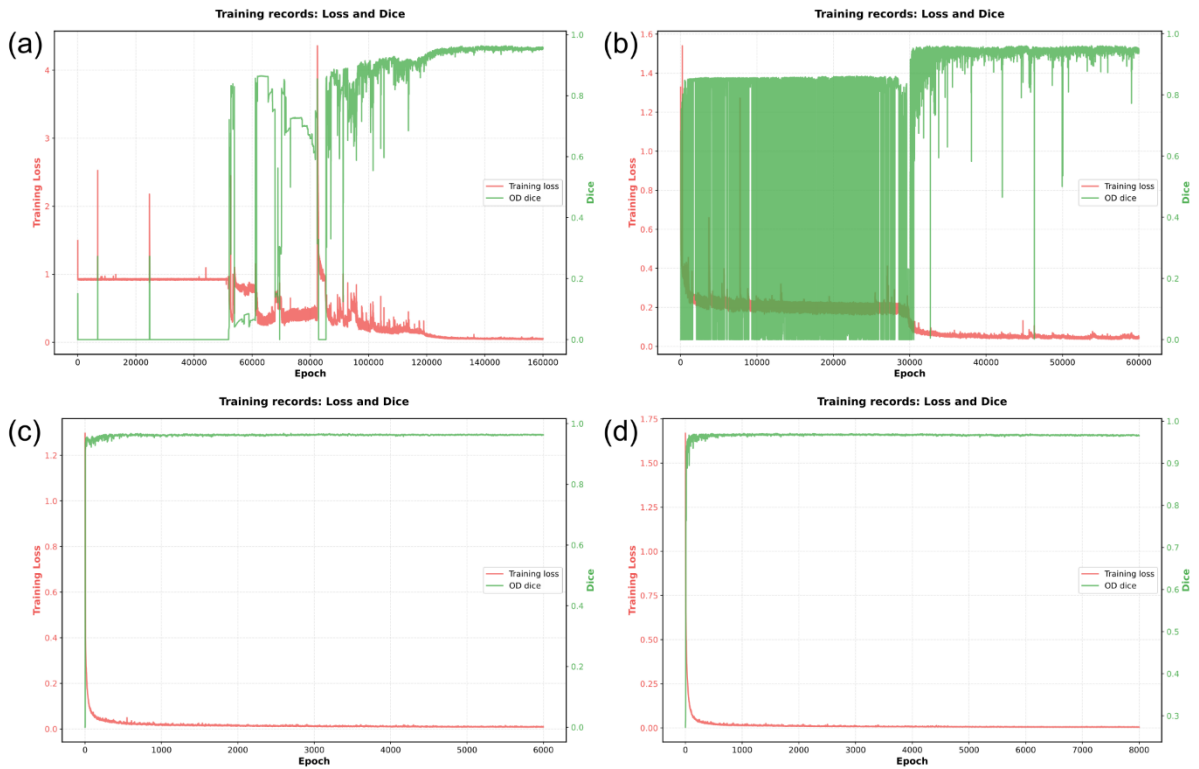 Training records: Loss and Dice
(a)
4
3
2
1
0
Training Loss
1.0
0.8
0.6
0.4
0.2
0.0
Dice
Training loss
OD dice
0 20000 40000 60000 80000 100000 120000 140000 160000
Epoch
Training records: Loss and Dice
(b)
1.6
1.4
1.2
1.0
0.8
0.6
0.4
0.2
0.0
Training Loss
1.0
0.8
0.6
0.4
0.2
0.0
Dice
Training loss
OD dice
0 10000 20000 30000 40000 50000 60000
Epoch
Training records: Loss and Dice
(c)
1.2
1.0
0.8
0.6
0.4
0.2
0.0
Training Loss
1.0
0.8
0.6
0.4
0.2
0.0
Dice
Training loss
OD dice
0 1000 2000 3000 4000 5000 6000
Epoch
Training records: Loss and Dice
(d)
1.75
1.50
1.25
1.00
0.75
0.50
0.25
0.00
Training Loss
1.0
0.9
0.8
0.7
0.6
0.5
0.4
0.3
Dice
Training loss
OD dice
0 1000 2000 3000 4000 5000 6000 7000 8000
Epoch